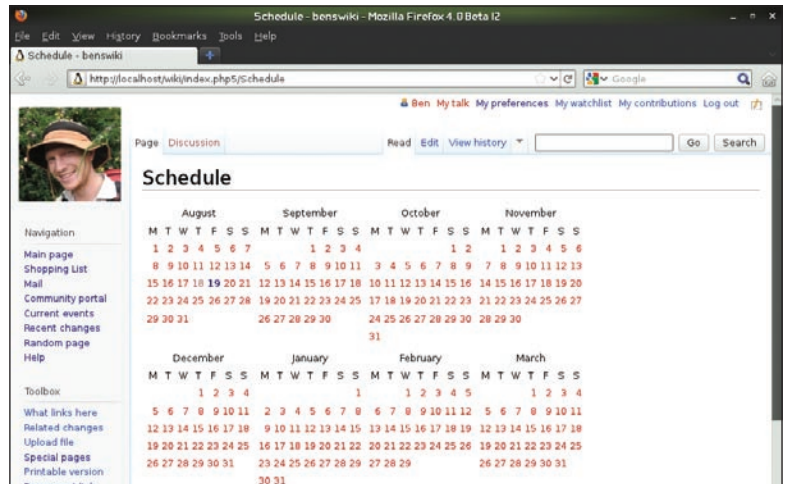 Schedule - benswiki - Mozilla Firefox 4.0 Beta 12
File Edit View History Bookmarks Tools Help
Schedule - benswiki
http://localhost/wiki/index.php5/Schedule
Google
Ben My talk My preferences My watchlist My contributions Log out
Page Discussion Read Edit View history Go Search
Schedule
August September October November
M T W T F S S M T W T F S S M T W T F S S M T W T F S S
1 2 3 4 5 6 7 1 2 3 4 1 2 1 2 3 4 5 6
8 9 10 11 12 13 14 5 6 7 8 9 10 11 3 4 5 6 7 8 9 7 8 9 10 11 12 13
15 16 17 18 19 20 21 12 13 14 15 16 17 18 10 11 12 13 14 15 16 14 15 16 17 18 19 20
22 23 24 25 26 27 28 19 20 21 22 23 24 25 17 18 19 20 21 22 23 21 22 23 24 25 26 27
29 30 31 26 27 28 29 30 24 25 26 27 28 29 30 28 29 30
31
December January February March
M T W T F S S M T W T F S S M T W T F S S M T W T F S S
1 2 3 4 1 1 2 3 4 5 1 2 3 4
5 6 7 8 9 10 11 2 3 4 5 6 7 8 6 7 8 9 10 11 12 5 6 7 8 9 10 11
12 13 14 15 16 17 18 9 10 11 12 13 14 15 13 14 15 16 17 18 19 12 13 14 15 16 17 18
19 20 21 22 23 24 25 16 17 18 19 20 21 22 20 21 22 23 24 25 26 19 20 21 22 23 24 25
26 27 28 29 30 31 23 24 25 26 27 28 29 27 28 29 26 27 28 29 30 31
30 31
Navigation
Main page
Shopping List
Mail
Community portal
Current events
Recent changes
Random page
Help
Toolbox
What links here
Related changes
Upload file
Special pages
Printable version